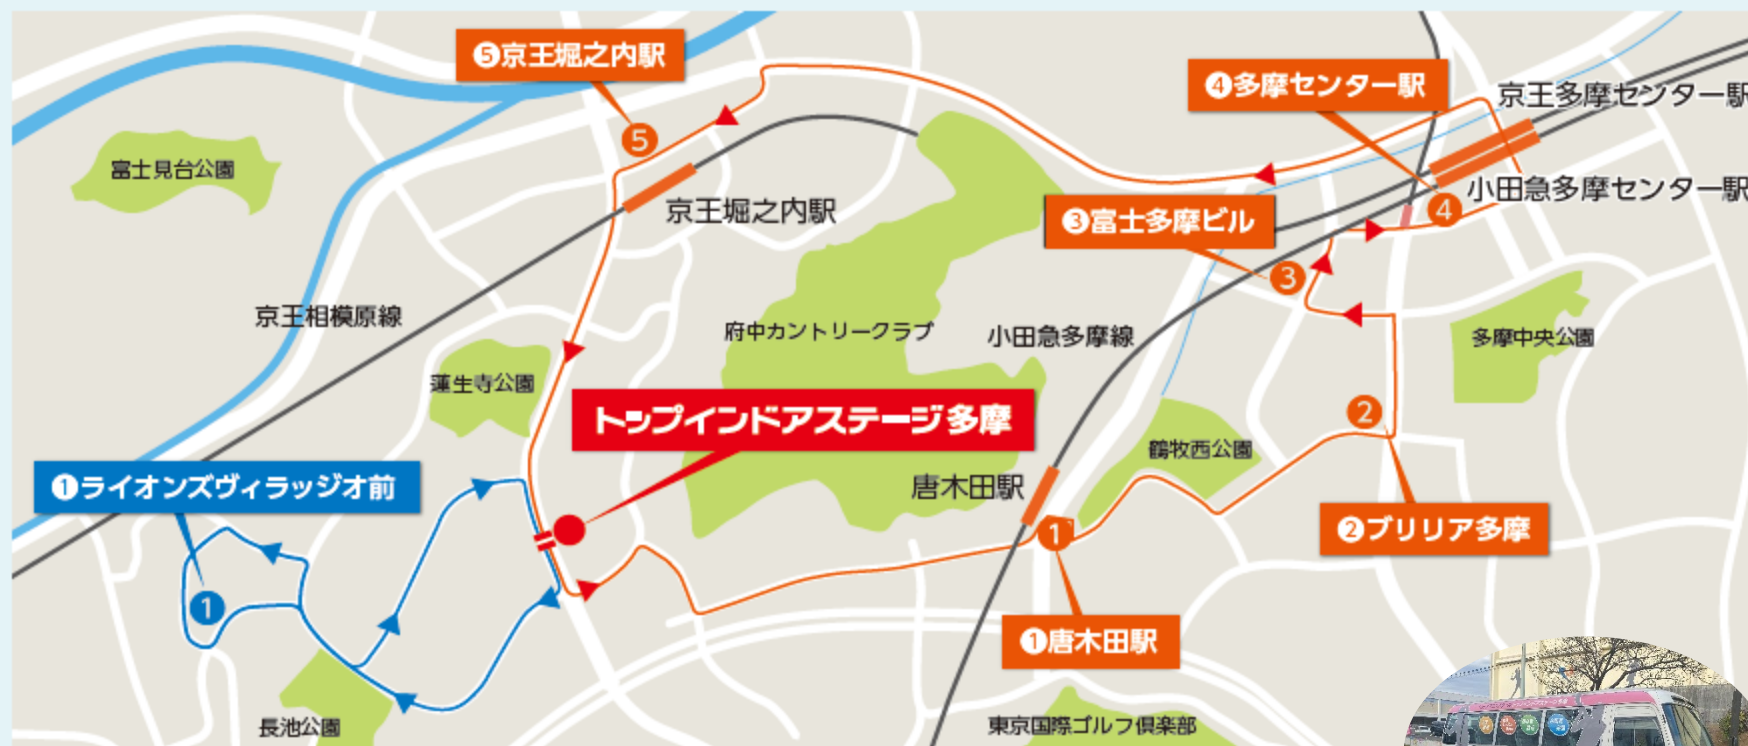 ❺京王堀之内駅
❹多摩センター駅
京王多摩センター駅
5
富士見台公園
京王堀之内駅
小田急多摩センター駅
4
❸富士多摩ビル
3
京王相模原線
府中カントリークラブ
小田急多摩線
多摩中央公園
蓮生寺公園
トップインドアステージ多摩
2
鶴牧西公園
❶ライオンズヴィラッジオ前
唐木田駅
1
❷ブリリア多摩
1
❶唐木田駅
長池公園
東京国際ゴルフ倶楽部